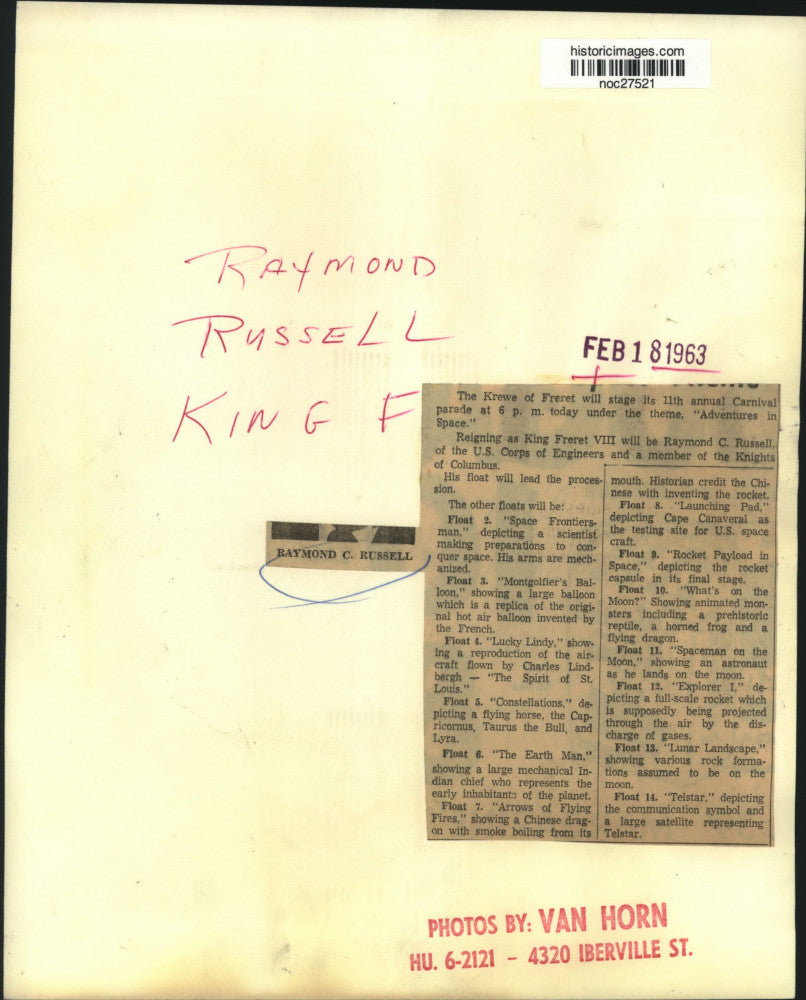 historicimages.com
noc27521
RAYMOND
RUSSELL
KING F
FEB 18 1963
The Krewe of Freret will stage its 11th annual Carnival
parade at 6 p. m. today under the theme, "Adventures in
Space."
Reigning as King Freret VIII will be Raymond C. Russell,
of the U.S. Corps of Engineers and a member of the Knights
of Columbus.
His float will lead the proces-
sion.
The other floats will be:
Float 2. "Space Frontiers-
man," depicting a scientist
making preparations to con-
quer space. His arms are mech-
anized.
Float 3. "Montgolfier's Bal-
loon," showing a large balloon
which is a replica of the origi-
nal hot air balloon invented by
the French.
Float 4. "Lucky Lindy," show-
ing a reproduction of the air-
craft flown by Charles Lind-
bergh — "The Spirit of St.
Louis."
Float 5. "Constellations," de-
picting a flying horse, the Cap-
ricornus, Taurus the Bull, and
Lyra.
Float 6. "The Earth Man,"
showing a large mechanical In-
dian chief who represents the
early inhabitants of the planet.
Float 7. "Arrows of Flying
Fires," showing a Chinese drag-
on with smoke boiling from its
mouth. Historian credit the Chi-
nese with inventing the rocket.
Float 8. "Launching Pad,"
depicting Cape Canaveral as
the testing site for U.S. space
craft.
Float 9. "Rocket Payload in
Space," depicting the rocket
capsule in its final stage.
Float 10. "What's on the
Moon?" Showing animated mon-
sters including a prehistoric
reptile, a horned frog and a
flying dragon.
Float 11. "Spaceman on the
Moon," showing an astronaut
as he lands on the moon.
Float 12. "Explorer I," de-
picting a full-scale rocket which
is supposedly being projected
through the air by the dis-
charge of gases.
Float 13. "Lunar Landscape,"
showing various rock forma-
tions assumed to be on the
moon.
Float 14. "Telstar," depicting
the communication symbol and
a large satellite representing
Telstar.
RAYMOND C. RUSSELL
PHOTOS BY: VAN HORN
HU. 6-2121 - 4320 IBERVILLE ST.